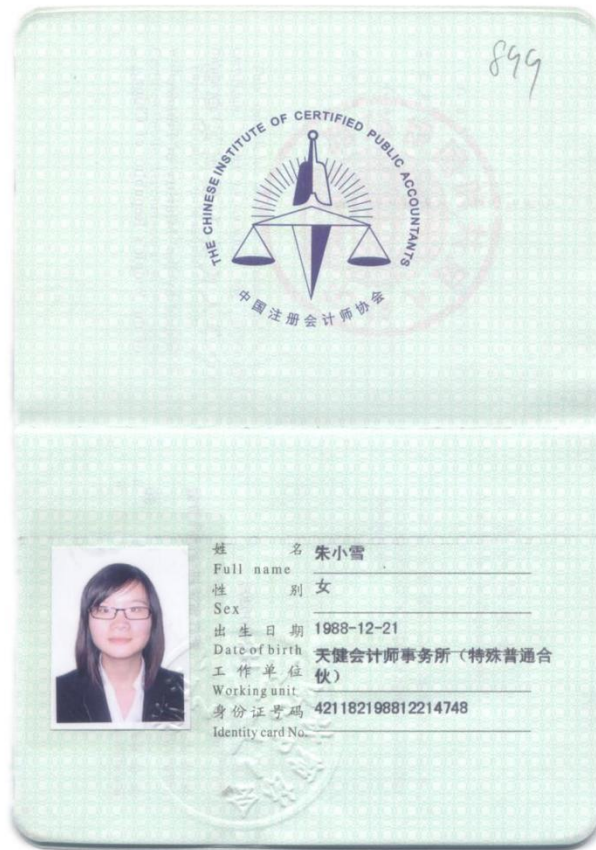 899
THE CHINESE INSTITUTE OF CERTIFIED PUBLIC ACCOUNTANTS
中国注册会计师协会
姓 名 朱小雪
Full name
性 别 女
Sex
出生日期 1988-12-21
Date of birth
工作单位 天健会计师事务所（特殊普通合
伙）
Working unit
身份证号码 421182198812214748
Identity card No.